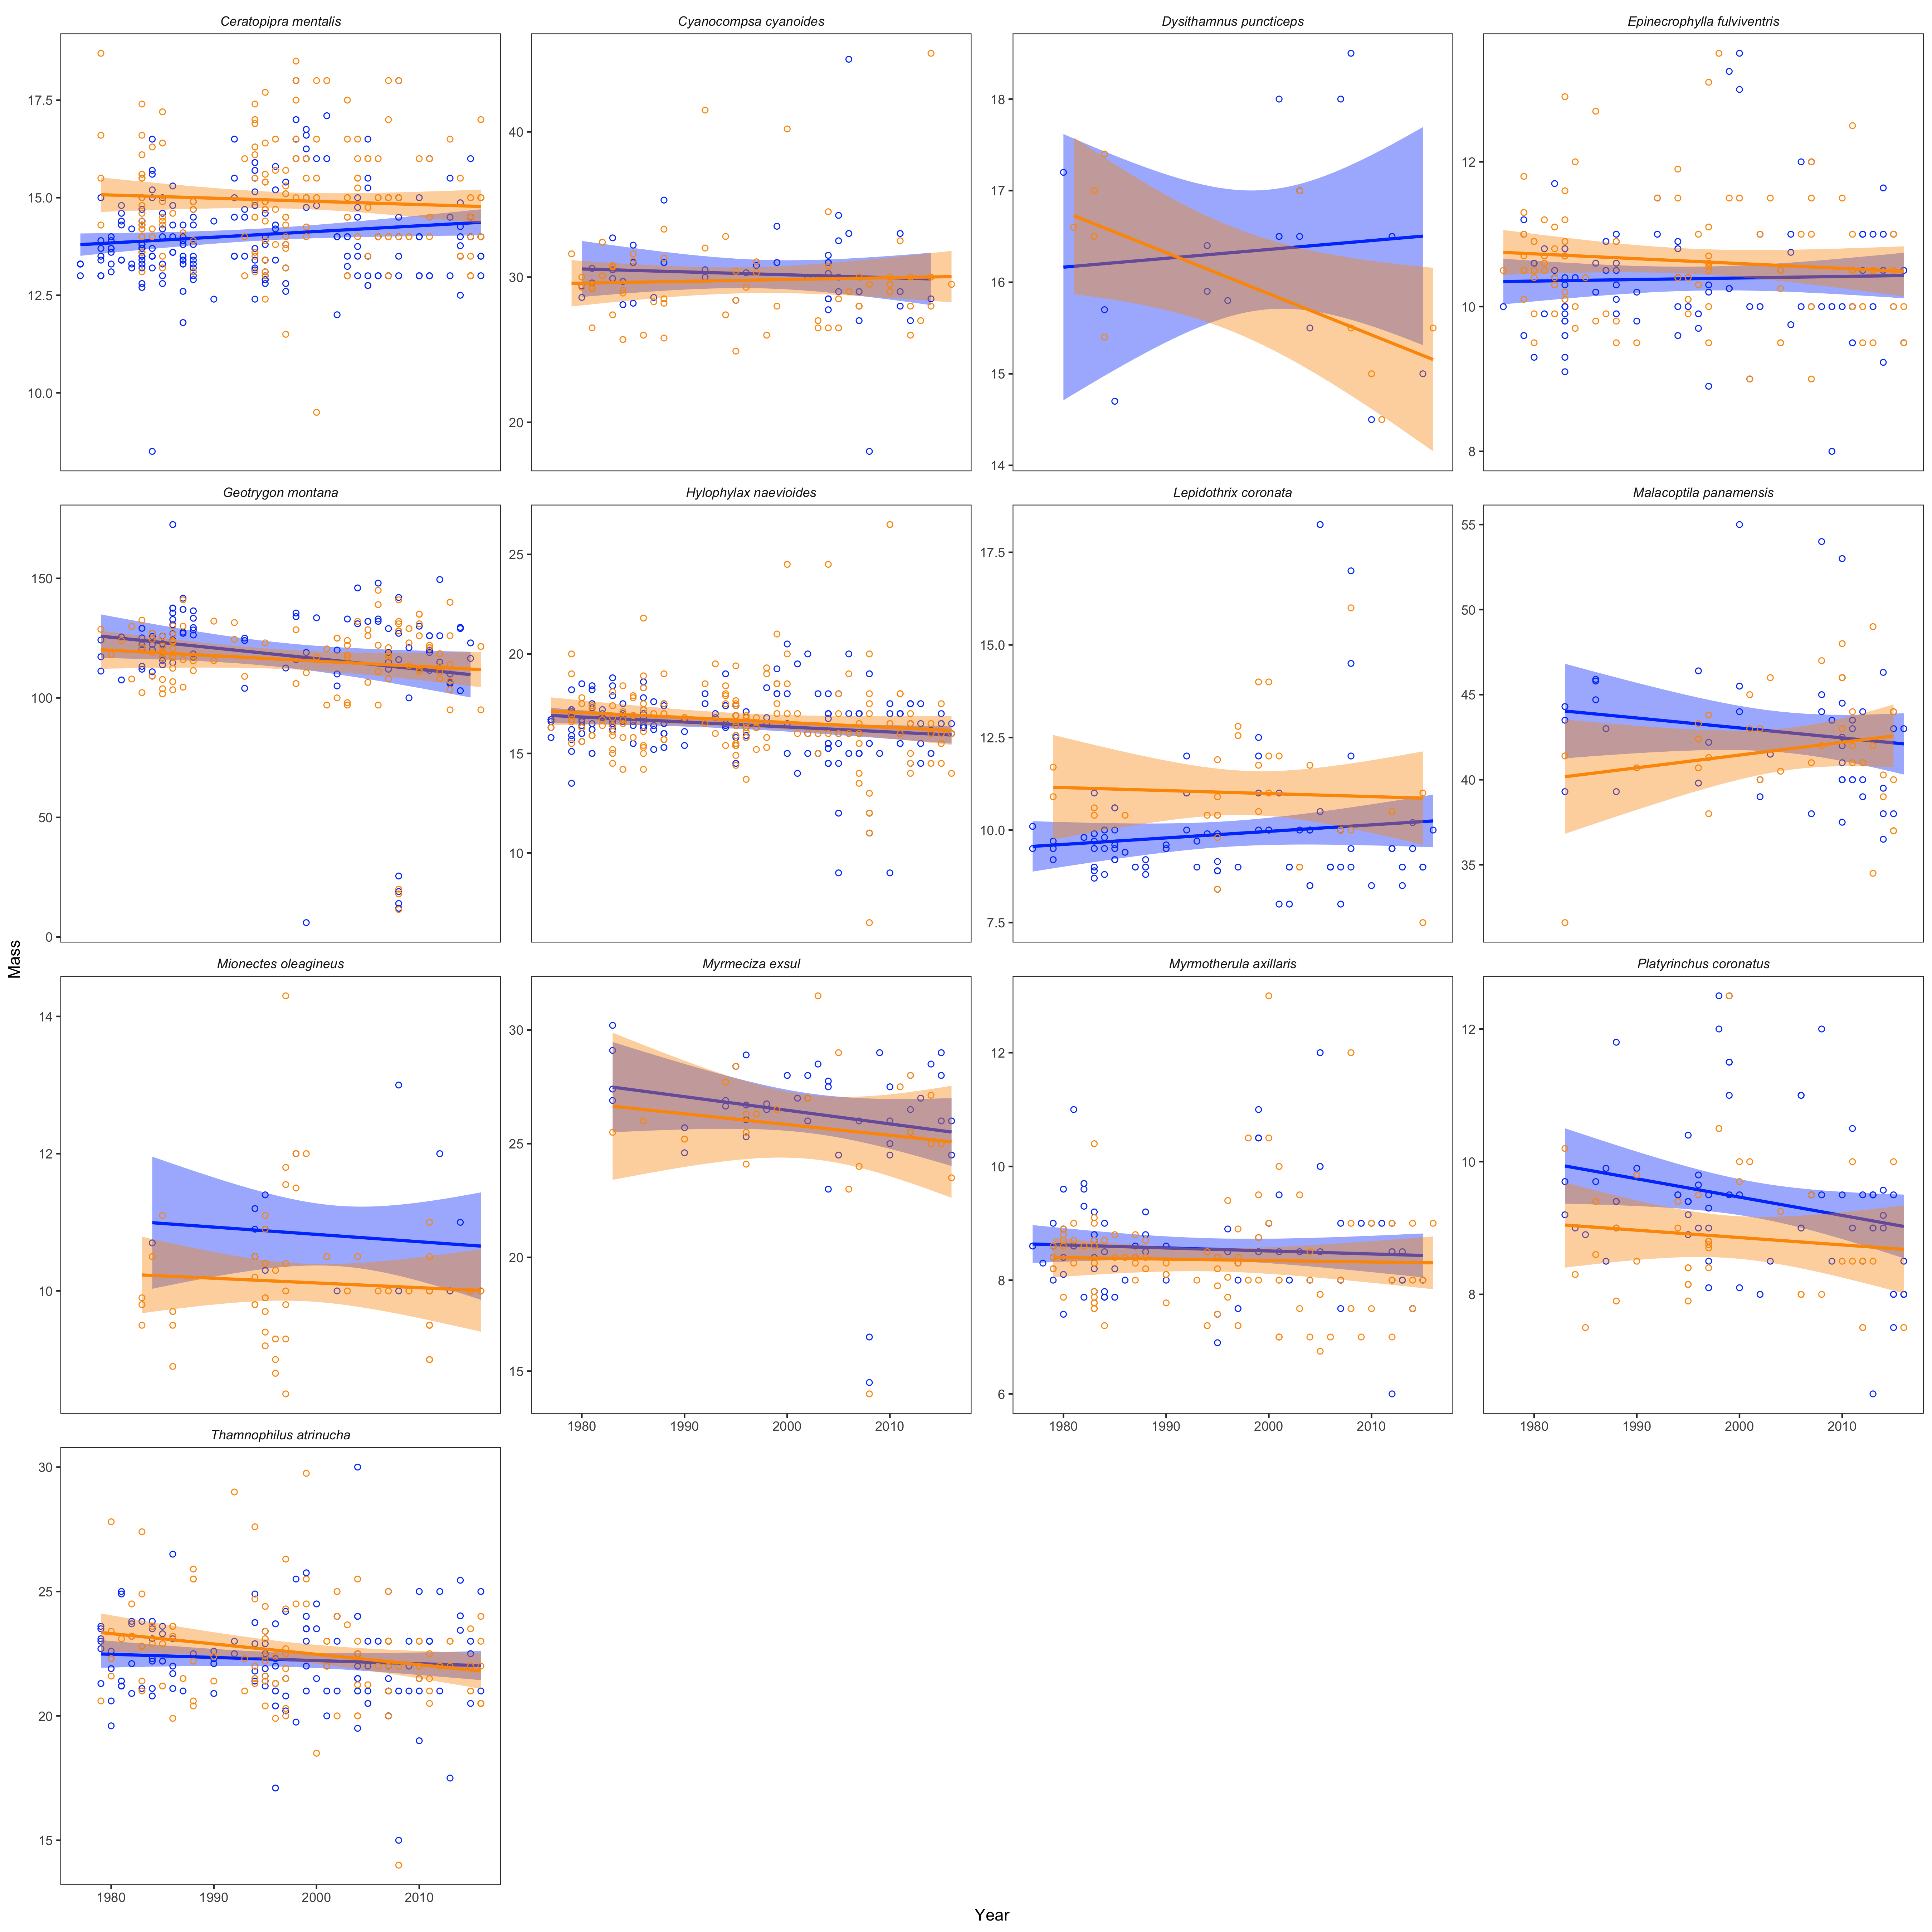 Ceratopipra mentalis
Cyanocompsa cyanoides
Dysithamnus puncticeps
Epinecrophylla fulviventris
17.5
15.0
12.5
10.0
40
30
20
18
17
16
15
14
12
10
8
Geotrygon montana
Hylophylax naevioides
Lepidothrix coronata
Malacoptila panamensis
150
100
50
0
25
20
15
10
17.5
15.0
12.5
10.0
7.5
55
50
45
40
35
Mass
Mionectes oleagineus
Myrmeciza exsul
Myrmotherula axillaris
Platyrinchus coronatus
14
12
10
30
25
20
15
12
10
8
6
12
10
8
1980 1990 2000 2010
1980 1990 2000 2010
1980 1990 2000 2010
Thamnophilus atrinucha
30
25
20
15
1980 1990 2000 2010
Year